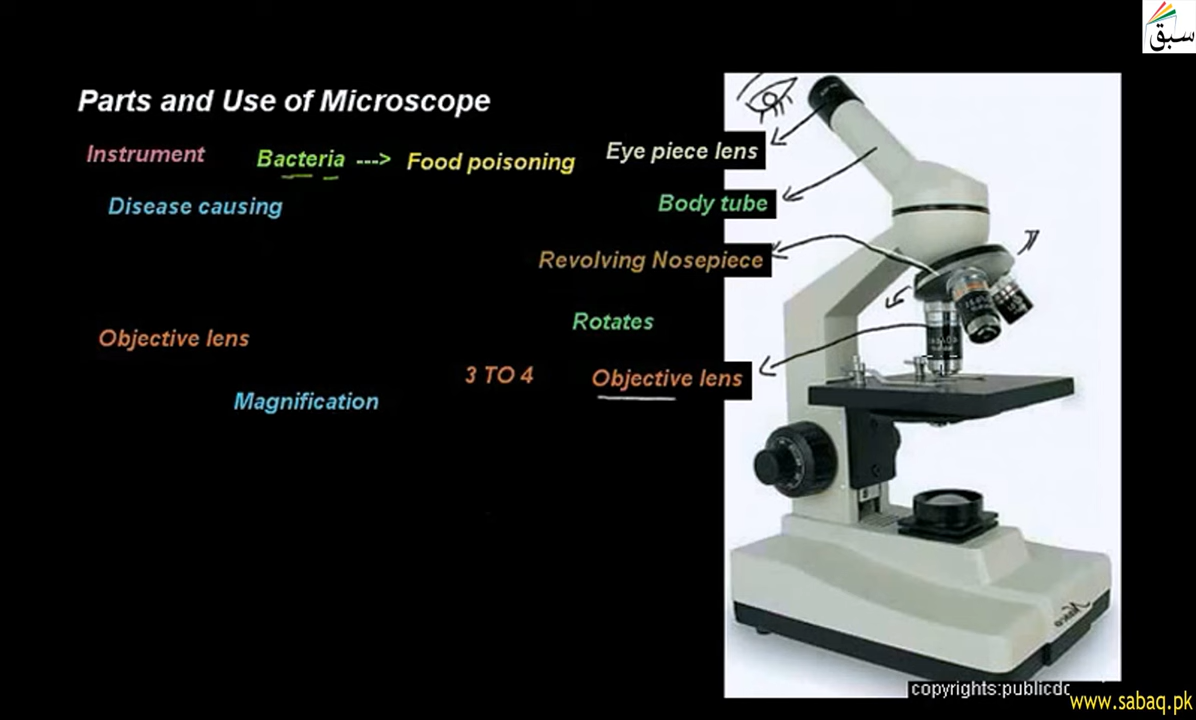 سبق
Parts and Use of Microscope
Instrument
Bacteria ---> Food poisoning
Eye piece lens
Disease causing
Body tube
Revolving Nosepiece
Rotates
Objective lens
3 TO 4
Objective lens
Magnification
copyrights:publicdo
www.sabaq.pk